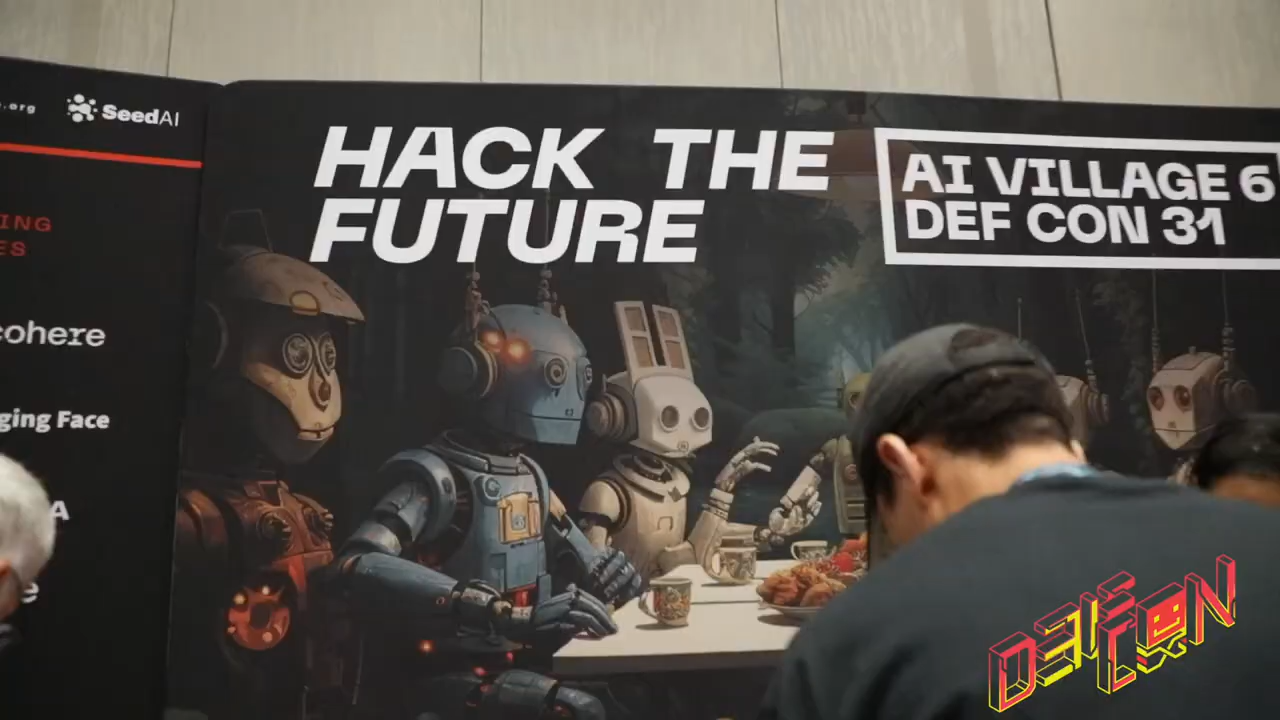 .org
SeedAI
ING
ES
cohere
ging Face
A
e
HACK THE
FUTURE
AI VILLAGE 6
DEF CON 31
DEF CON